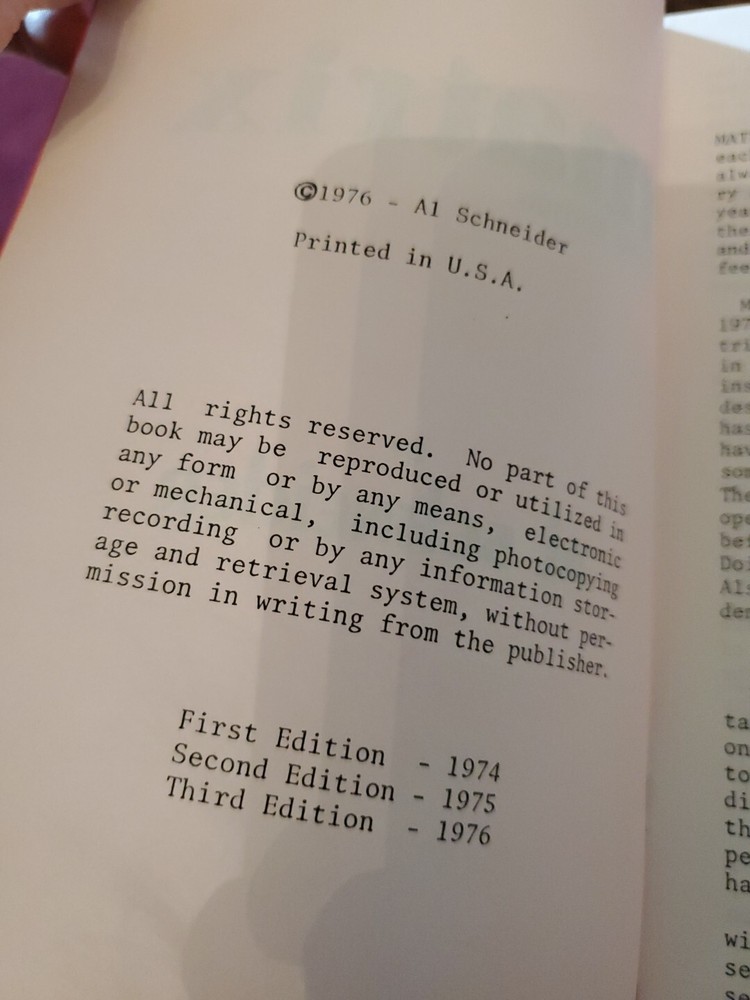 ©1976 - Al Schneider
Printed in U.S.A.
All rights reserved. No part of this
book may be reproduced or utilized in
any form or by any means, electronic
or mechanical, including photocopying
recording or by any information stor-
age and retrieval system, without per-
mission in writing from the publisher.
First Edition - 1974
Second Edition - 1975
Third Edition - 1976